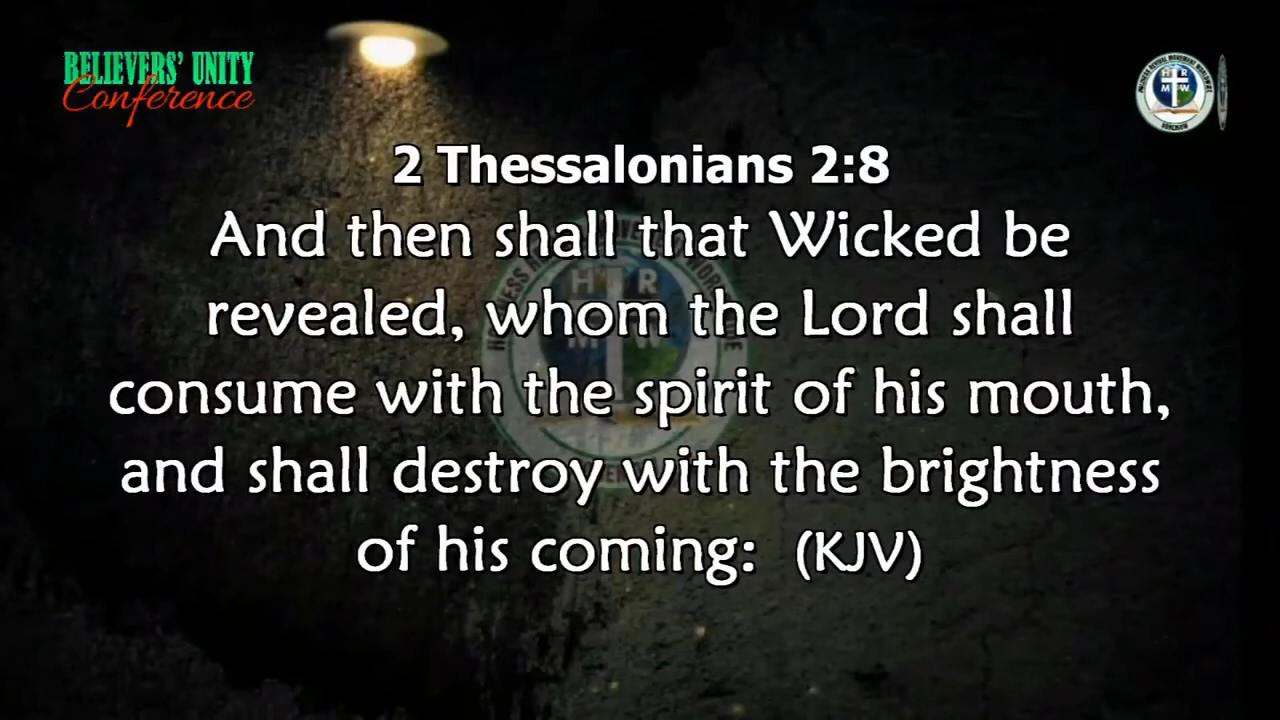 BELIEVERS' UNITY
Conference
H R
M W
2 Thessalonians 2:8
And then shall that Wicked be
revealed, whom the Lord shall
consume with the spirit of his mouth,
and shall destroy with the brightness
of his coming: (KJV)